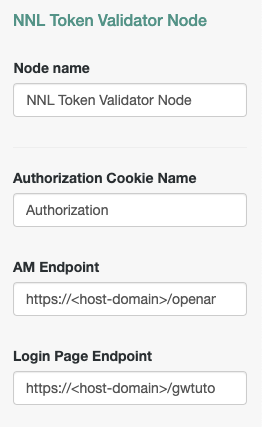 NNL Token Validator Node
Node name
NNL Token Validator Node
Authorization Cookie Name
Authorization
AM Endpoint
https://<host-domain>/openar
Login Page Endpoint
https://<host-domain>/gwtuto